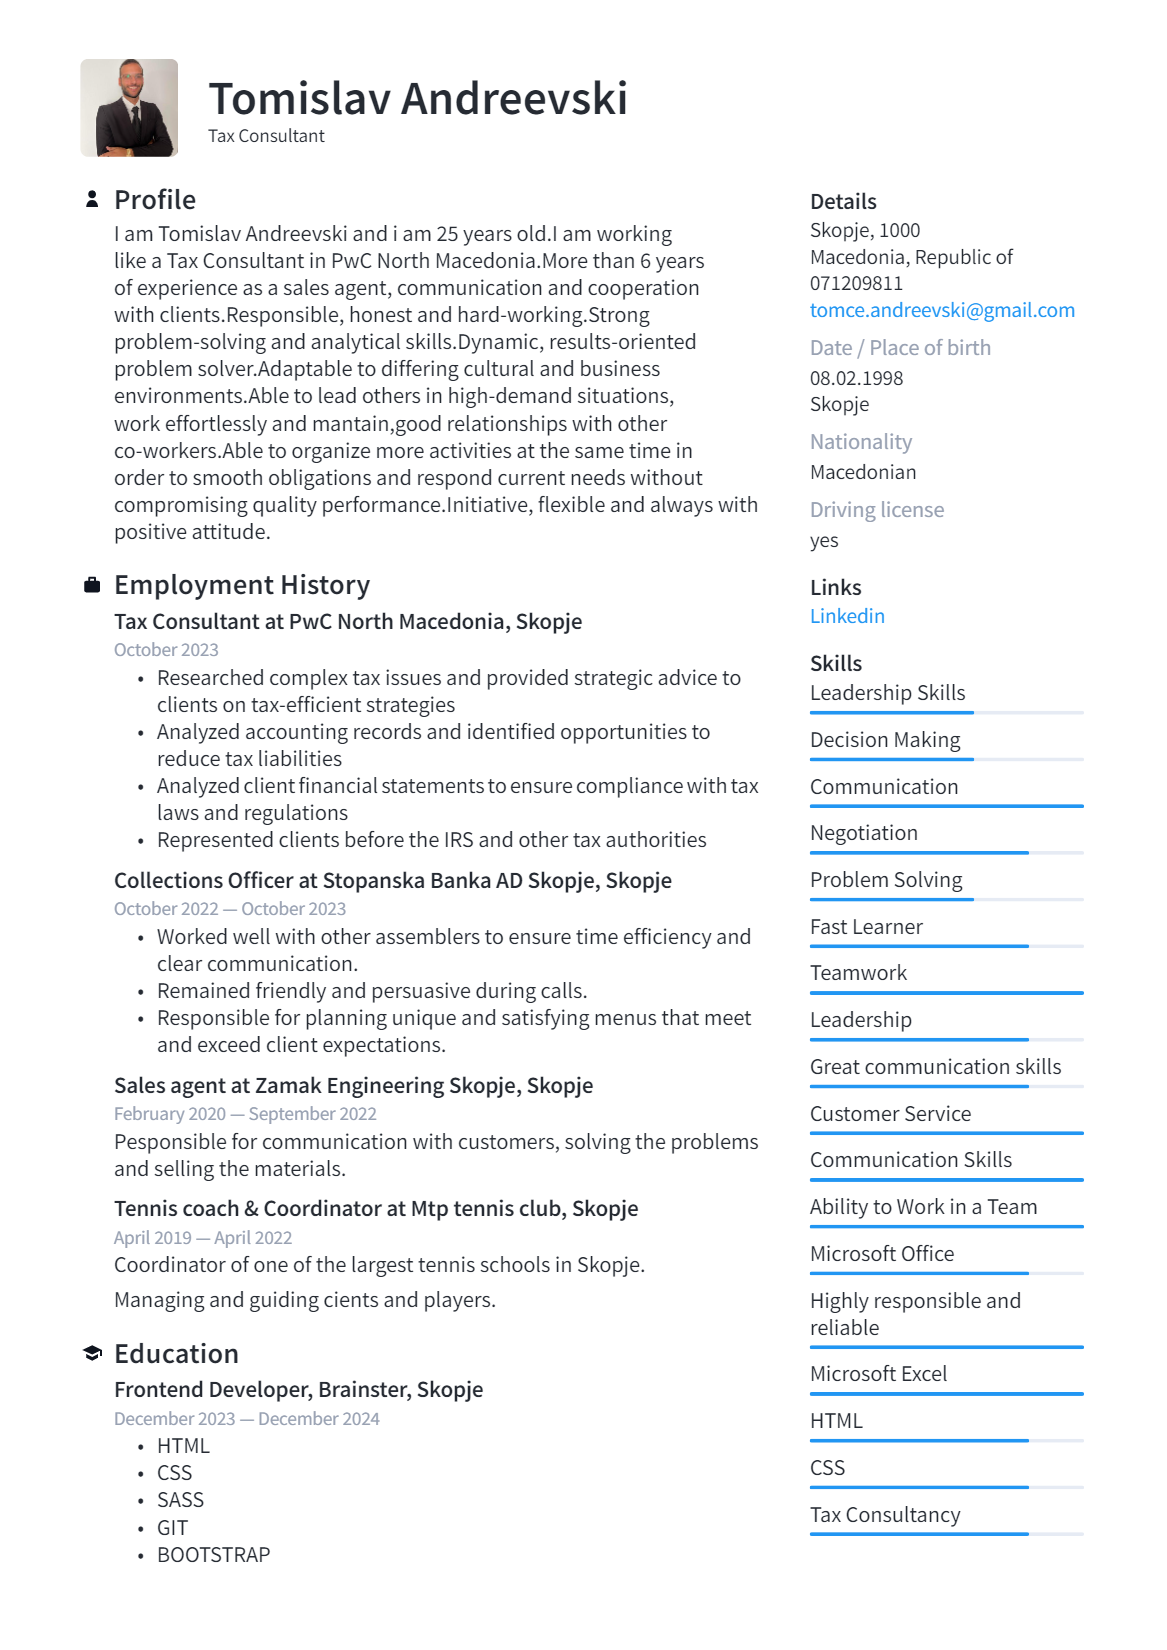 Tomislav Andreevski
Tax Consultant
Profile
I am Tomislav Andreevski and i am 25 years old.I am working
like a Tax Consultant in PwC North Macedonia.More than 6 years
of experience as a sales agent, communication and cooperation
with clients.Responsible, honest and hard-working.Strong
problem-solving and analytical skills.Dynamic, results-oriented
problem solver.Adaptable to differing cultural and business
environments.Able to lead others in high-demand situations,
work effortlessly and mantain,good relationships with other
co-workers.Able to organize more activities at the same time in
order to smooth obligations and respond current needs without
compromising quality performance.Initiative, flexible and always with
positive attitude.
Employment History
Tax Consultant at PwC North Macedonia, Skopje
October 2023
• Researched complex tax issues and provided strategic advice to
clients on tax-efficient strategies
• Analyzed accounting records and identified opportunities to
reduce tax liabilities
• Analyzed client financial statements to ensure compliance with tax
laws and regulations
• Represented clients before the IRS and other tax authorities
Collections Officer at Stopanska Banka AD Skopje, Skopje
October 2022 — October 2023
• Worked well with other assemblers to ensure time efficiency and
clear communication.
• Remained friendly and persuasive during calls.
• Responsible for planning unique and satisfying menus that meet
and exceed client expectations.
Sales agent at Zamak Engineering Skopje, Skopje
February 2020 — September 2022
Pesponsible for communication with customers, solving the problems
and selling the materials.
Tennis coach & Coordinator at Mtp tennis club, Skopje
April 2019 — April 2022
Coordinator of one of the largest tennis schools in Skopje.
Managing and guiding cients and players.
Education
Frontend Developer, Brainster, Skopje
December 2023 — December 2024
• HTML
• CSS
• SASS
• GIT
• BOOTSTRAP
Details
Skopje, 1000
Macedonia, Republic of
071209811
tomce.andreevski@gmail.com
Date / Place of birth
08.02.1998
Skopje
Nationality
Macedonian
Driving license
yes
Links
Linkedin
Skills
Leadership Skills
Decision Making
Communication
Negotiation
Problem Solving
Fast Learner
Teamwork
Leadership
Great communication skills
Customer Service
Communication Skills
Ability to Work in a Team
Microsoft Office
Highly responsible and
reliable
Microsoft Excel
HTML
CSS
Tax Consultancy